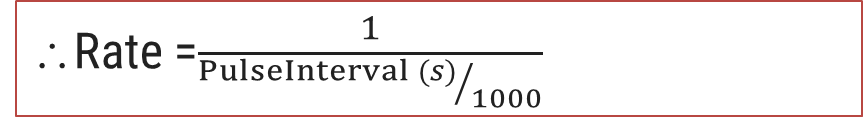 ∴ Rate = 1
PulseInterval (s)/1000